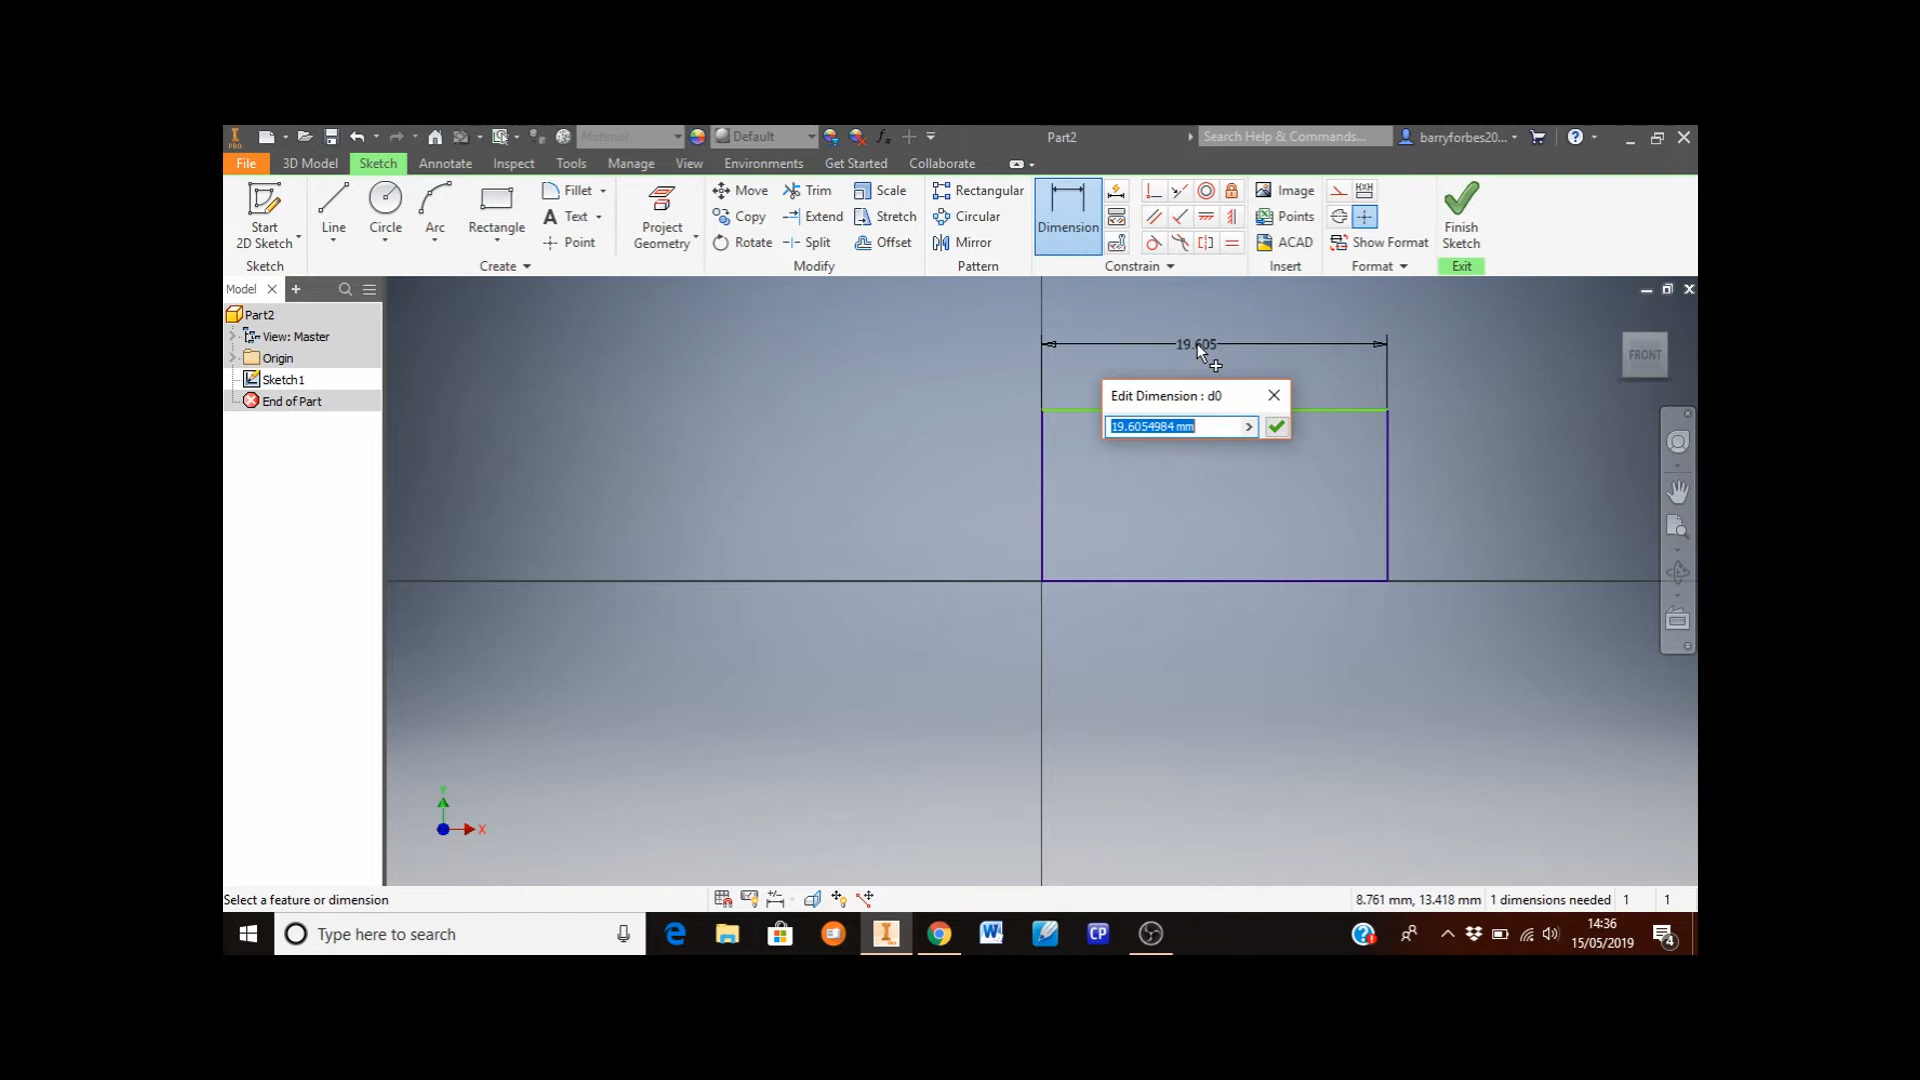 PRO
Material
Default
Part2
Search Help & Commands...
barryforbes20...
File
3D Model
Sketch
Annotate
Inspect
Tools
Manage
View
Environments
Get Started
Collaborate
Start
2D Sketch
Line
Circle
Arc
Rectangle
Fillet
Text
Point
Project
Geometry
Move
Copy
Rotate
Trim
Extend
Split
Scale
Stretch
Offset
Rectangular
Circular
Mirror
Dimension
Image
Points
ACAD
Show Format
Finish
Sketch
Sketch
Create
Modify
Pattern
Constrain
Insert
Format
Exit
Model
Part2
View: Master
Origin
Sketch1
End of Part
19.605
Edit Dimension : d0
19.6054984 mm
FRONT
Y
X
Select a feature or dimension
8.761 mm, 13.418 mm
1 dimensions needed
1
1
Type here to search
CP
14:36
15/05/2019
4